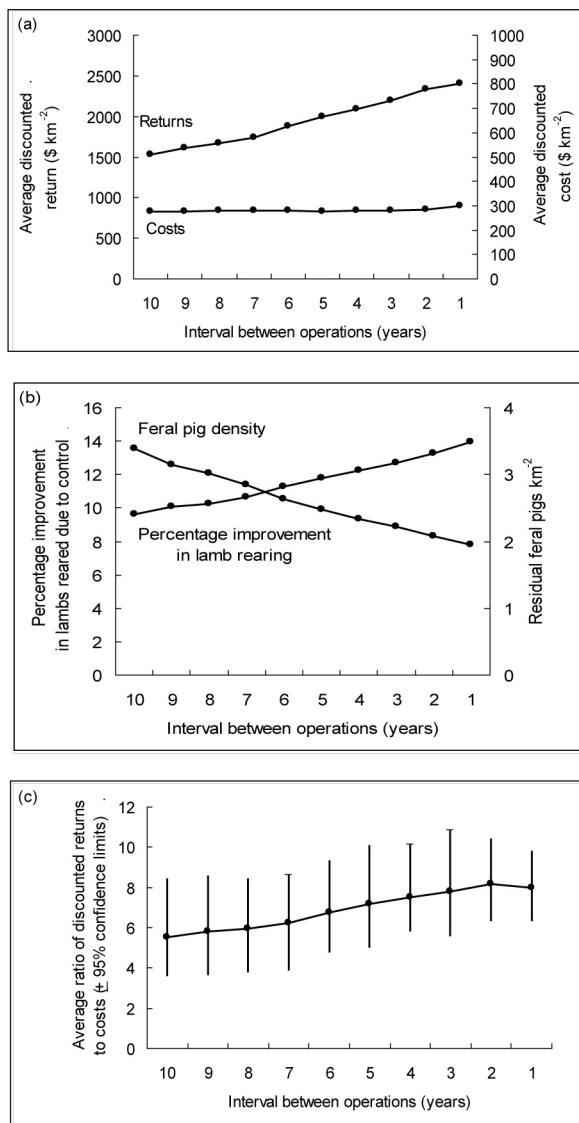 (a)
3000
2500
2000
1500
1000
500
0
Average discounted .
return ($ km-2)
Returns
Costs
1000
900
800
700
600
500
400
300
200
100
0
Average discounted
cost ($ km-2)
10 9 8 7 6 5 4 3 2 1
Interval between operations (years)
(b)
16
14
12
10
8
6
4
2
0
Percentage improvement .
in lambs reared due to control
Feral pig density
Percentage improvement
in lamb rearing
4
3
2
1
0
Residual feral pigs km-2
10 9 8 7 6 5 4 3 2 1
Interval between operations (years)
(c)
12
10
8
6
4
2
0
Average ratio of discounted returns .
to costs (± 95% confidence limits)
10 9 8 7 6 5 4 3 2 1
Interval between operations (years)